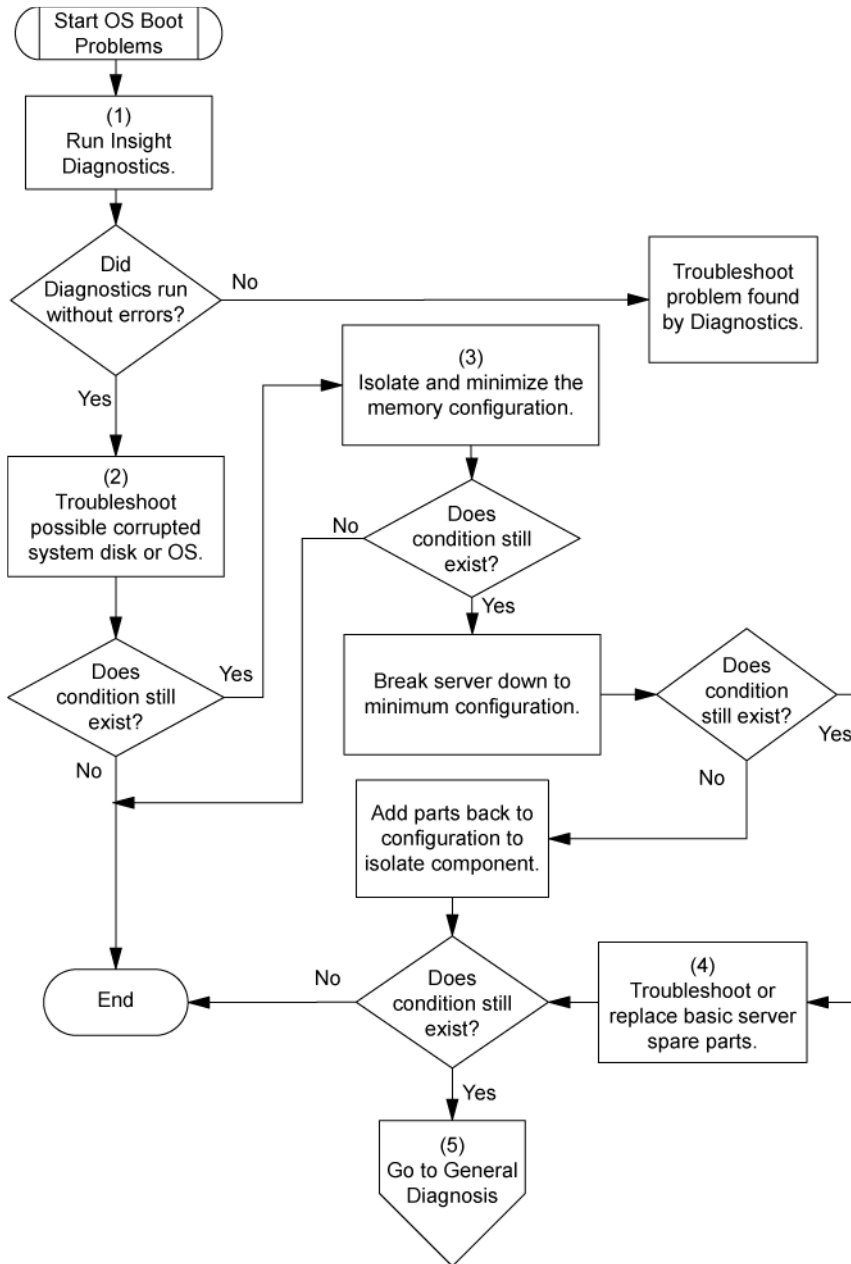 Start OS Boot
Problems
(1)
Run Insight
Diagnostics.
Did
Diagnostics run
without errors?
No
Troubleshoot
problem found
by Diagnostics.
Yes
(2)
Troubleshoot
possible corrupted
system disk or OS.
Does
condition still
exist?
Yes
No
(3)
Isolate and minimize the
memory configuration.
Does
condition still
exist?
No
Yes
Break server down to
minimum configuration.
Does
condition
still exist?
Yes
No
Add parts back to
configuration to
isolate component.
(4)
Troubleshoot or
replace basic server
spare parts.
Does
condition still
exist?
No
End
Yes
(5)
Go to General
Diagnosis